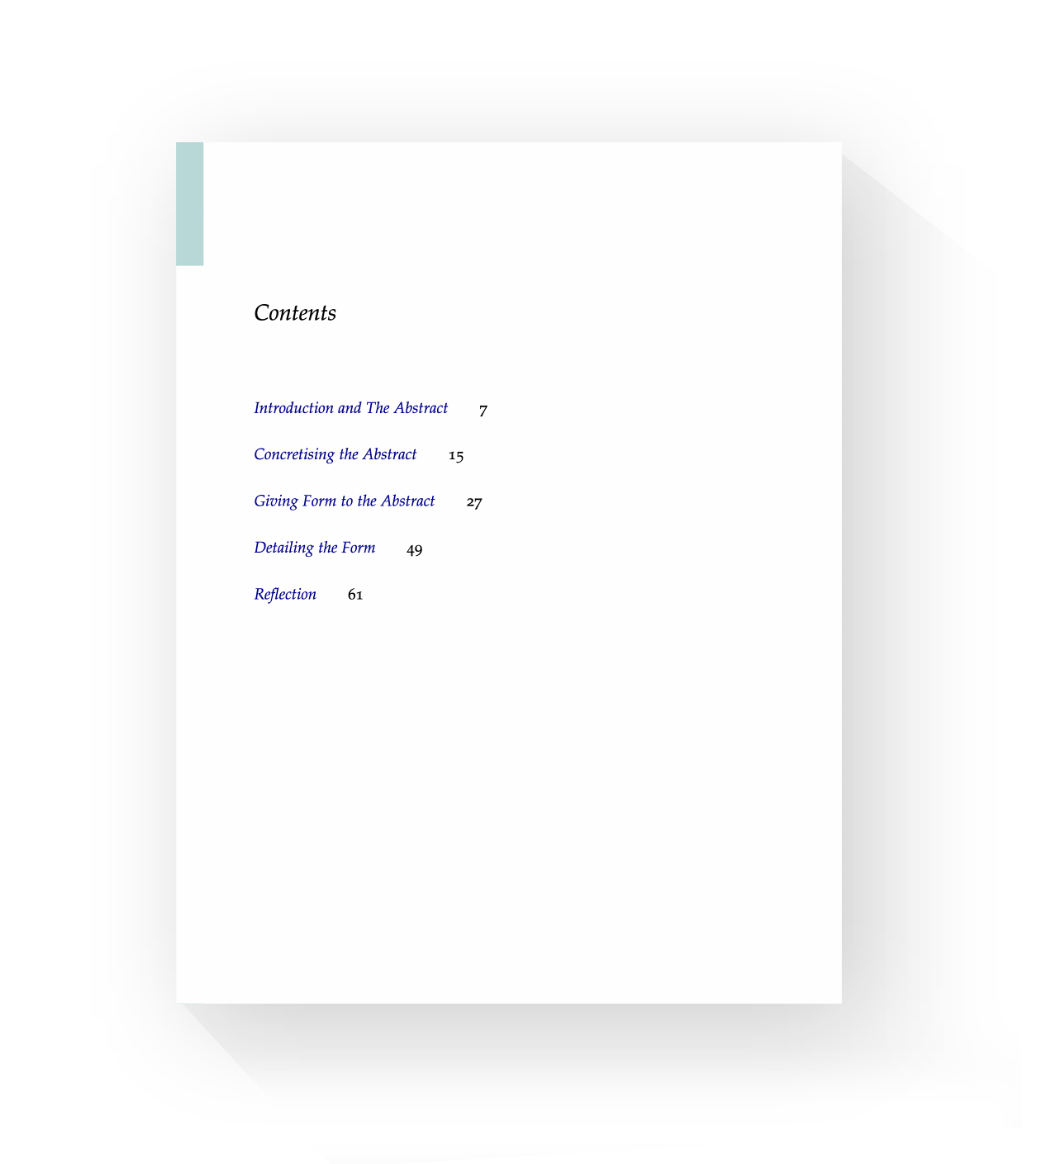 Contents
Introduction and The Abstract 7
Concretising the Abstract 15
Giving Form to the Abstract 27
Detailing the Form 49
Reflection 61